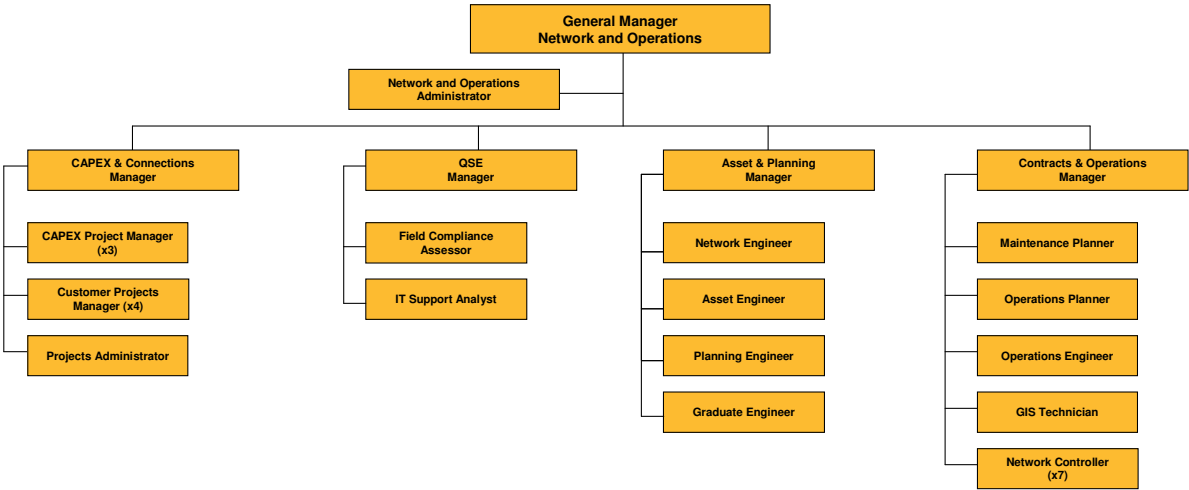 General Manager
Network and Operations
Network and Operations
Administrator
CAPEX & Connections
Manager
QSE
Manager
Asset & Planning
Manager
Contracts & Operations
Manager
CAPEX Project Manager
(x3)
Field Compliance
Assessor
Network Engineer
Maintenance Planner
Customer Projects
Manager (x4)
IT Support Analyst
Asset Engineer
Operations Planner
Projects Administrator
Planning Engineer
Operations Engineer
Graduate Engineer
GIS Technician
Network Controller
(x7)